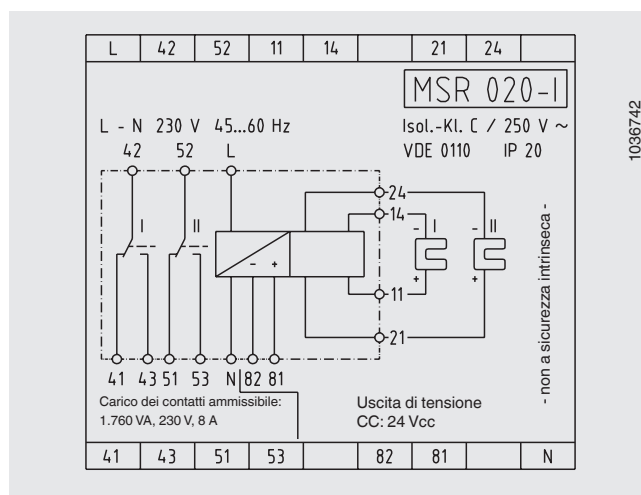 L 42 52 11 14 21 24
MSR 020-I
L - N 230 V 45...60 Hz
Isol.-Kl. C / 250 V ~
VDE 0110 IP 20
42 52 L
24
14
I II - I - II
- +
+ +
11
21
41 43 51 53 N 82 81
Carico dei contatti ammissibile:
1.760 VA, 230 V, 8 A
Uscita di tensione
CC: 24 Vcc
- non a sicurezza intrinseca -
41 43 51 53 82 81 N
1036742